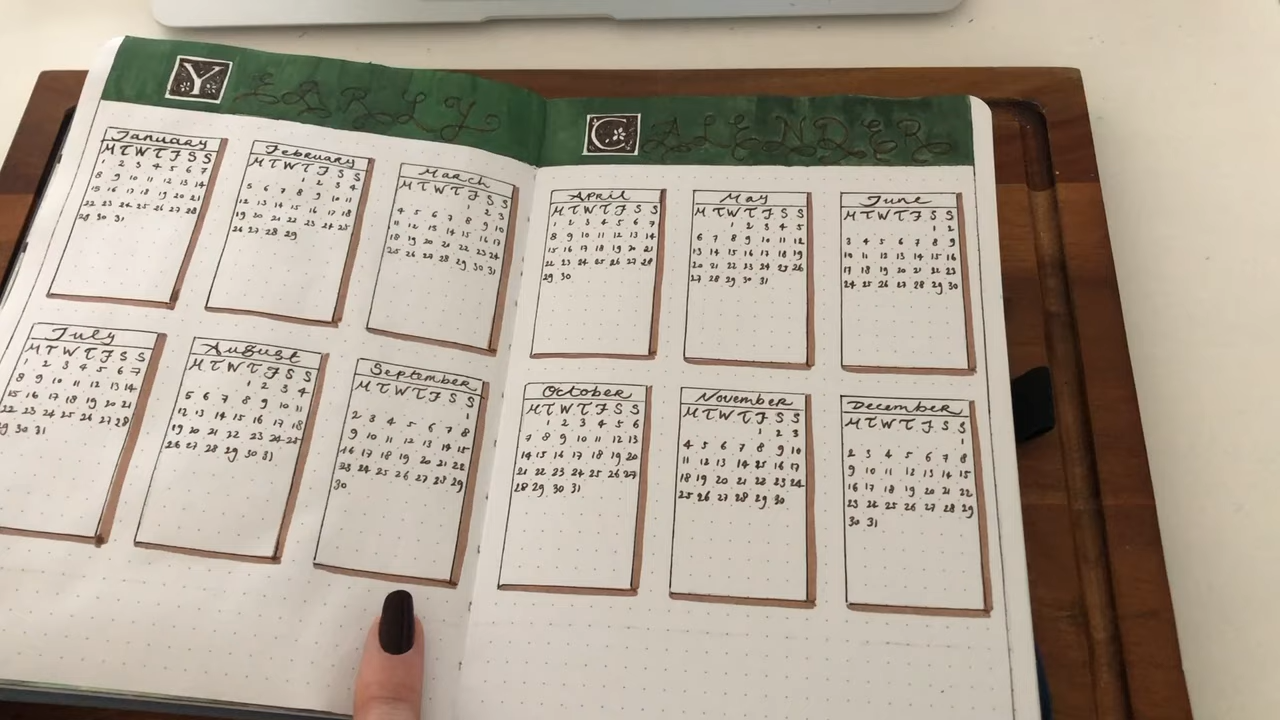 YEARLY CALENDER
January
M T W T F S S
1 2 3 4 5 6 7
8 9 10 11 12 13 14
15 16 17 18 19 20 21
22 23 24 25 26 27 28
29 30 31
February
M T W T F S S
1 2 3 4
5 6 7 8 9 10 11
12 13 14 15 16 17 18
19 20 21 22 23 24 25
26 27 28 29
March
M T W T F S S
1 2 3
4 5 6 7 8 9 10
11 12 13 14 15 16 17
18 19 20 21 22 23 24
25 26 27 28 29 30 31
April
M T W T F S S
1 2 3 4 5 6 7
8 9 10 11 12 13 14
15 16 17 18 19 20 21
22 23 24 25 26 27 28
29 30
May
M T W T F S S
1 2 3 4 5
6 7 8 9 10 11 12
13 14 15 16 17 18 19
20 21 22 23 24 25 26
27 28 29 30 31
June
M T W T F S S
1 2
3 4 5 6 7 8 9
10 11 12 13 14 15 16
17 18 19 20 21 22 23
24 25 26 27 28 29 30
July
M T W T F S S
1 2 3 4 5 6 7
8 9 10 11 12 13 14
15 16 17 18 19 20 21
22 23 24 25 26 27 28
29 30 31
August
M T W T F S S
1 2 3 4
5 6 7 8 9 10 11
12 13 14 15 16 17 18
19 20 21 22 23 24 25
26 27 28 29 30 31
September
M T W T F S S
1
2 3 4 5 6 7 8
9 10 11 12 13 14 15
16 17 18 19 20 21 22
23 24 25 26 27 28 29
30
October
M T W T F S S
1 2 3 4 5 6
7 8 9 10 11 12 13
14 15 16 17 18 19 20
21 22 23 24 25 26 27
28 29 30 31
November
M T W T F S S
1 2 3
4 5 6 7 8 9 10
11 12 13 14 15 16 17
18 19 20 21 22 23 24
25 26 27 28 29 30
December
M T W T F S S
1
2 3 4 5 6 7 8
9 10 11 12 13 14 15
16 17 18 19 20 21 22
23 24 25 26 27 28 29
30 31